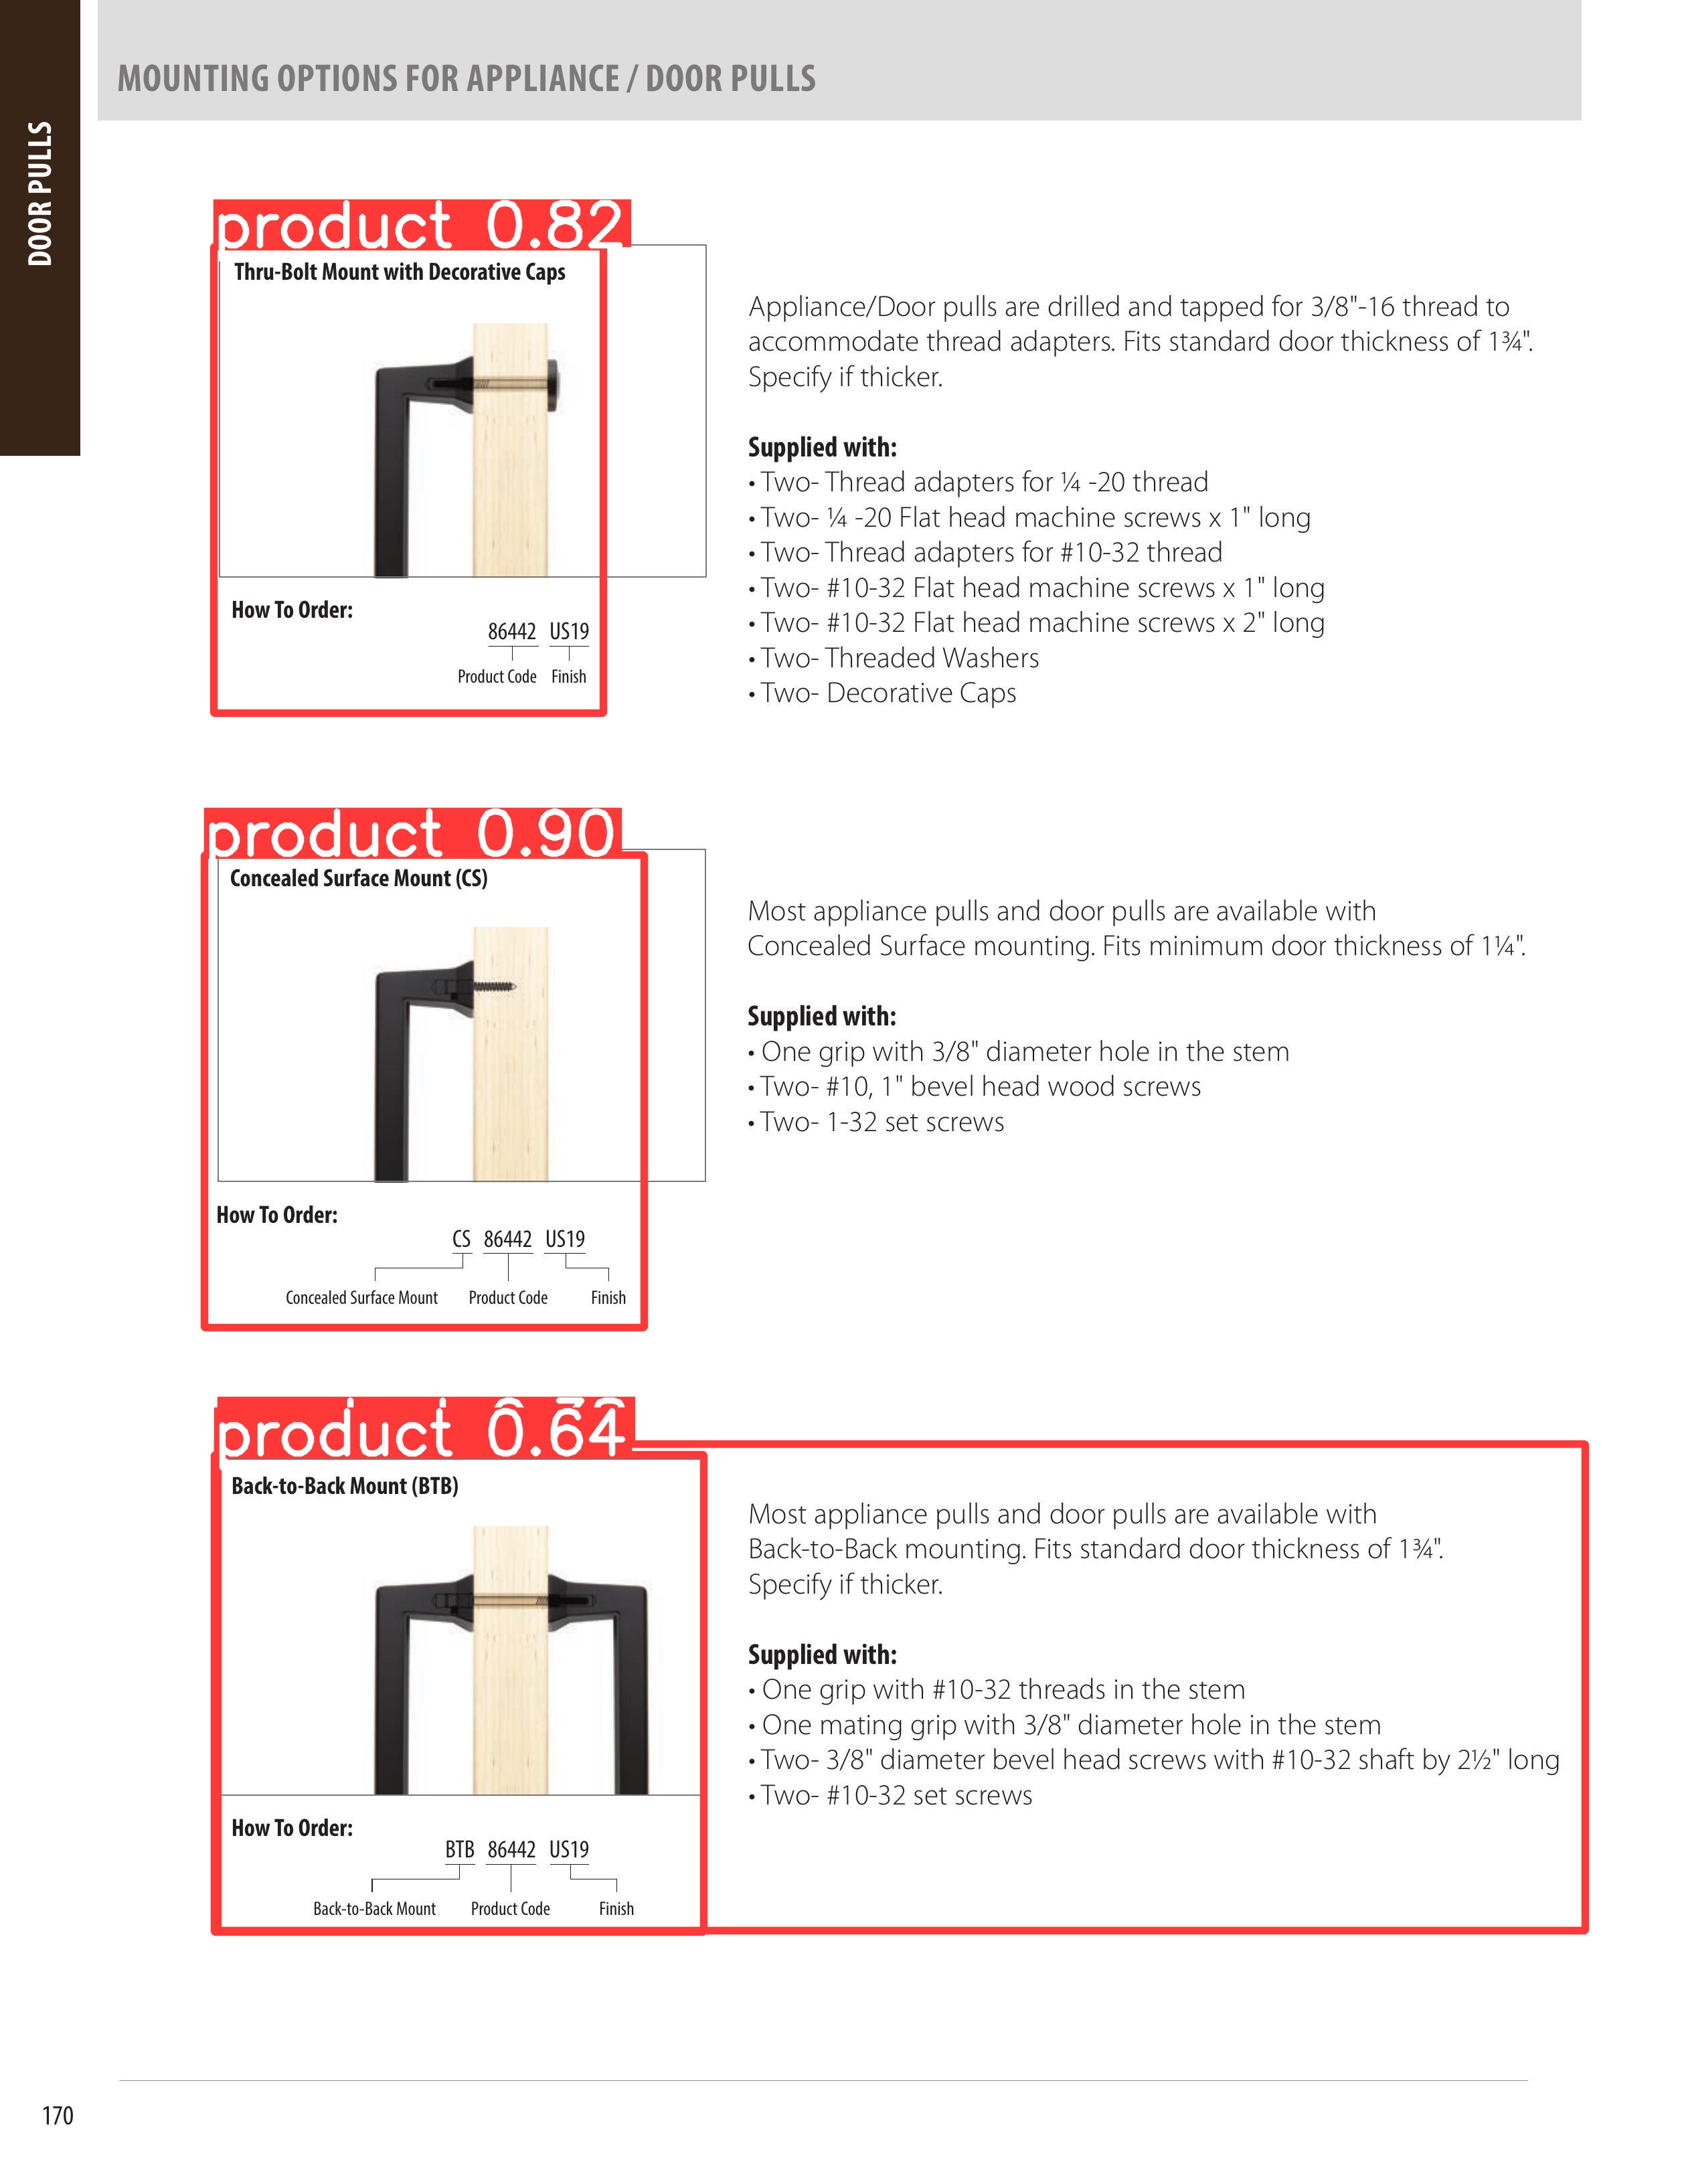 MOUNTING OPTIONS FOR APPLIANCE / DOOR PULLS
DOOR PULLS
product 0.82
Thru-Bolt Mount with Decorative Caps
How To Order:
86442 US19
Product Code Finish
Appliance/Door pulls are drilled and tapped for 3/8"-16 thread to
accommodate thread adapters. Fits standard door thickness of 1¾".
Specify if thicker.
Supplied with:
• Two- Thread adapters for ¼ -20 thread
• Two- ¼ -20 Flat head machine screws x 1" long
• Two- Thread adapters for #10-32 thread
• Two- #10-32 Flat head machine screws x 1" long
• Two- #10-32 Flat head machine screws x 2" long
• Two- Threaded Washers
• Two- Decorative Caps
product 0.90
Concealed Surface Mount (CS)
How To Order:
CS 86442 US19
Concealed Surface Mount Product Code Finish
Most appliance pulls and door pulls are available with
Concealed Surface mounting. Fits minimum door thickness of 1¼".
Supplied with:
• One grip with 3/8" diameter hole in the stem
• Two- #10, 1" bevel head wood screws
• Two- 1-32 set screws
product 0.64
Back-to-Back Mount (BTB)
How To Order:
BTB 86442 US19
Back-to-Back Mount Product Code Finish
Most appliance pulls and door pulls are available with
Back-to-Back mounting. Fits standard door thickness of 1¾".
Specify if thicker.
Supplied with:
• One grip with #10-32 threads in the stem
• One mating grip with 3/8" diameter hole in the stem
• Two- 3/8" diameter bevel head screws with #10-32 shaft by 2½" long
• Two- #10-32 set screws
170